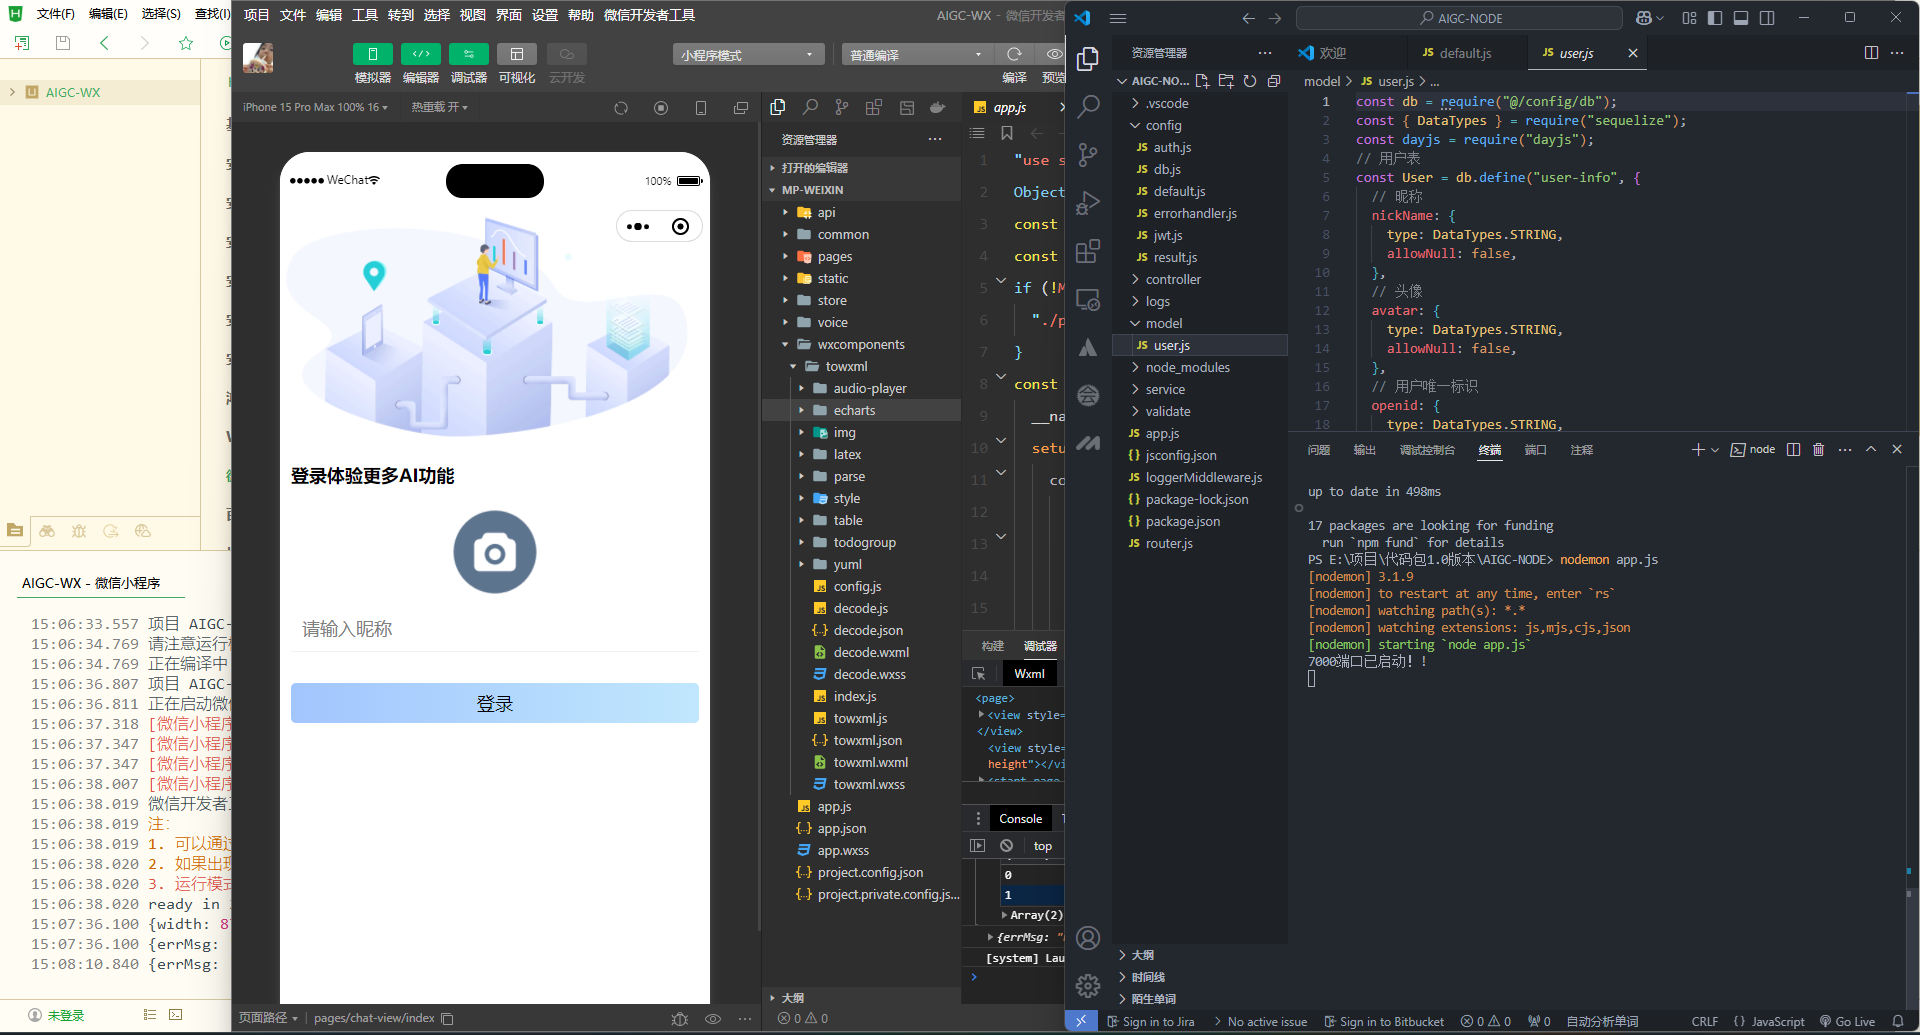 文件(F) 编辑(E) 选择(S) 查找(I)
AIGC-WX
AIGC-WX - 微信小程序
15:06:33.557 项目 AIGC-
15:06:34.769 请注意运行
15:06:34.769 正在编译中
15:06:36.807 项目 AIGC-
15:06:36.811 正在启动微
15:06:37.318 [微信小程序
15:06:37.347 [微信小程序
15:06:37.347 [微信小程序
15:06:38.007 [微信小程序
15:06:38.019 微信开发者
15:06:38.019 注:
15:06:38.019 1. 可以通过
15:06:38.020 2. 如果出现
15:06:38.020 3. 运行模式
15:06:38.020 ready in
15:07:36.100 {width: 8
15:07:36.100 {errMsg:
15:08:10.840 {errMsg:
未登录
项目 文件 编辑 工具 转到 选择 视图 界面 设置 帮助 微信开发者工具
AIGC-WX - 微信开发者
模拟器 编辑器 调试器 可视化 云开发
小程序模式
普通编译
编译 预览
iPhone 15 Pro Max 100% 16
热重载 开
WeChat
100%
登录体验更多AI功能
请输入昵称
登录
页面路径
pages/chat-view/index
资源管理器
打开的编辑器
MP-WEIXIN
api
common
pages
static
store
voice
wxcomponents
towxml
audio-player
echarts
img
latex
parse
style
table
todogroup
yuml
config.js
decode.js
decode.json
decode.wxml
decode.wxss
index.js
towxml.js
towxml.json
towxml.wxml
towxml.wxss
app.js
app.json
app.wxss
project.config.json
project.private.config.js...
大纲
0 0
app.js
1 "use s
2 Object
3 const
4 const
5 if (!M
6 "./p
7 }
8 const
9 __na
10 setu
11 co
12
13
14
15
构建 调试器
Wxml
<page>
<view style=
</view>
<view style=
height"></vi
<start-page
Console
top
0
1
Array(2)
{errMsg: "
[system] Lau
AIGC-NODE
资源管理器
AIGC-NO...
.vscode
config
auth.js
db.js
default.js
errorhandler.js
jwt.js
result.js
controller
logs
model
user.js
node_modules
service
validate
app.js
jsconfig.json
loggerMiddleware.js
package-lock.json
package.json
router.js
大纲
时间线
陌生单词
欢迎
default.js
user.js
model > user.js > ...
1 const db = require("@/config/db");
2 const { DataTypes } = require("sequelize");
3 const dayjs = require("dayjs");
4 // 用户表
5 const User = db.define("user-info", {
6 // 昵称
7 nickName: {
8 type: DataTypes.STRING,
9 allowNull: false,
10 },
11 // 头像
12 avatar: {
13 type: DataTypes.STRING,
14 allowNull: false,
15 },
16 // 用户唯一标识
17 openid: {
18 type: DataTypes.STRING,
问题 输出 调试控制台 终端 端口 注释
node
up to date in 498ms
17 packages are looking for funding
run `npm fund` for details
PS E:\项目\代码包1.0版本\AIGC-NODE> nodemon app.js
[nodemon] 3.1.9
[nodemon] to restart at any time, enter `rs`
[nodemon] watching path(s): *.*
[nodemon] watching extensions: js,mjs,cjs,json
[nodemon] starting `node app.js`
7000端口已启动！！
Sign in to Jira
No active issue
Sign in to Bitbucket
0 0
0
自动分析单词
CRLF
{ } JavaScript
Go Live